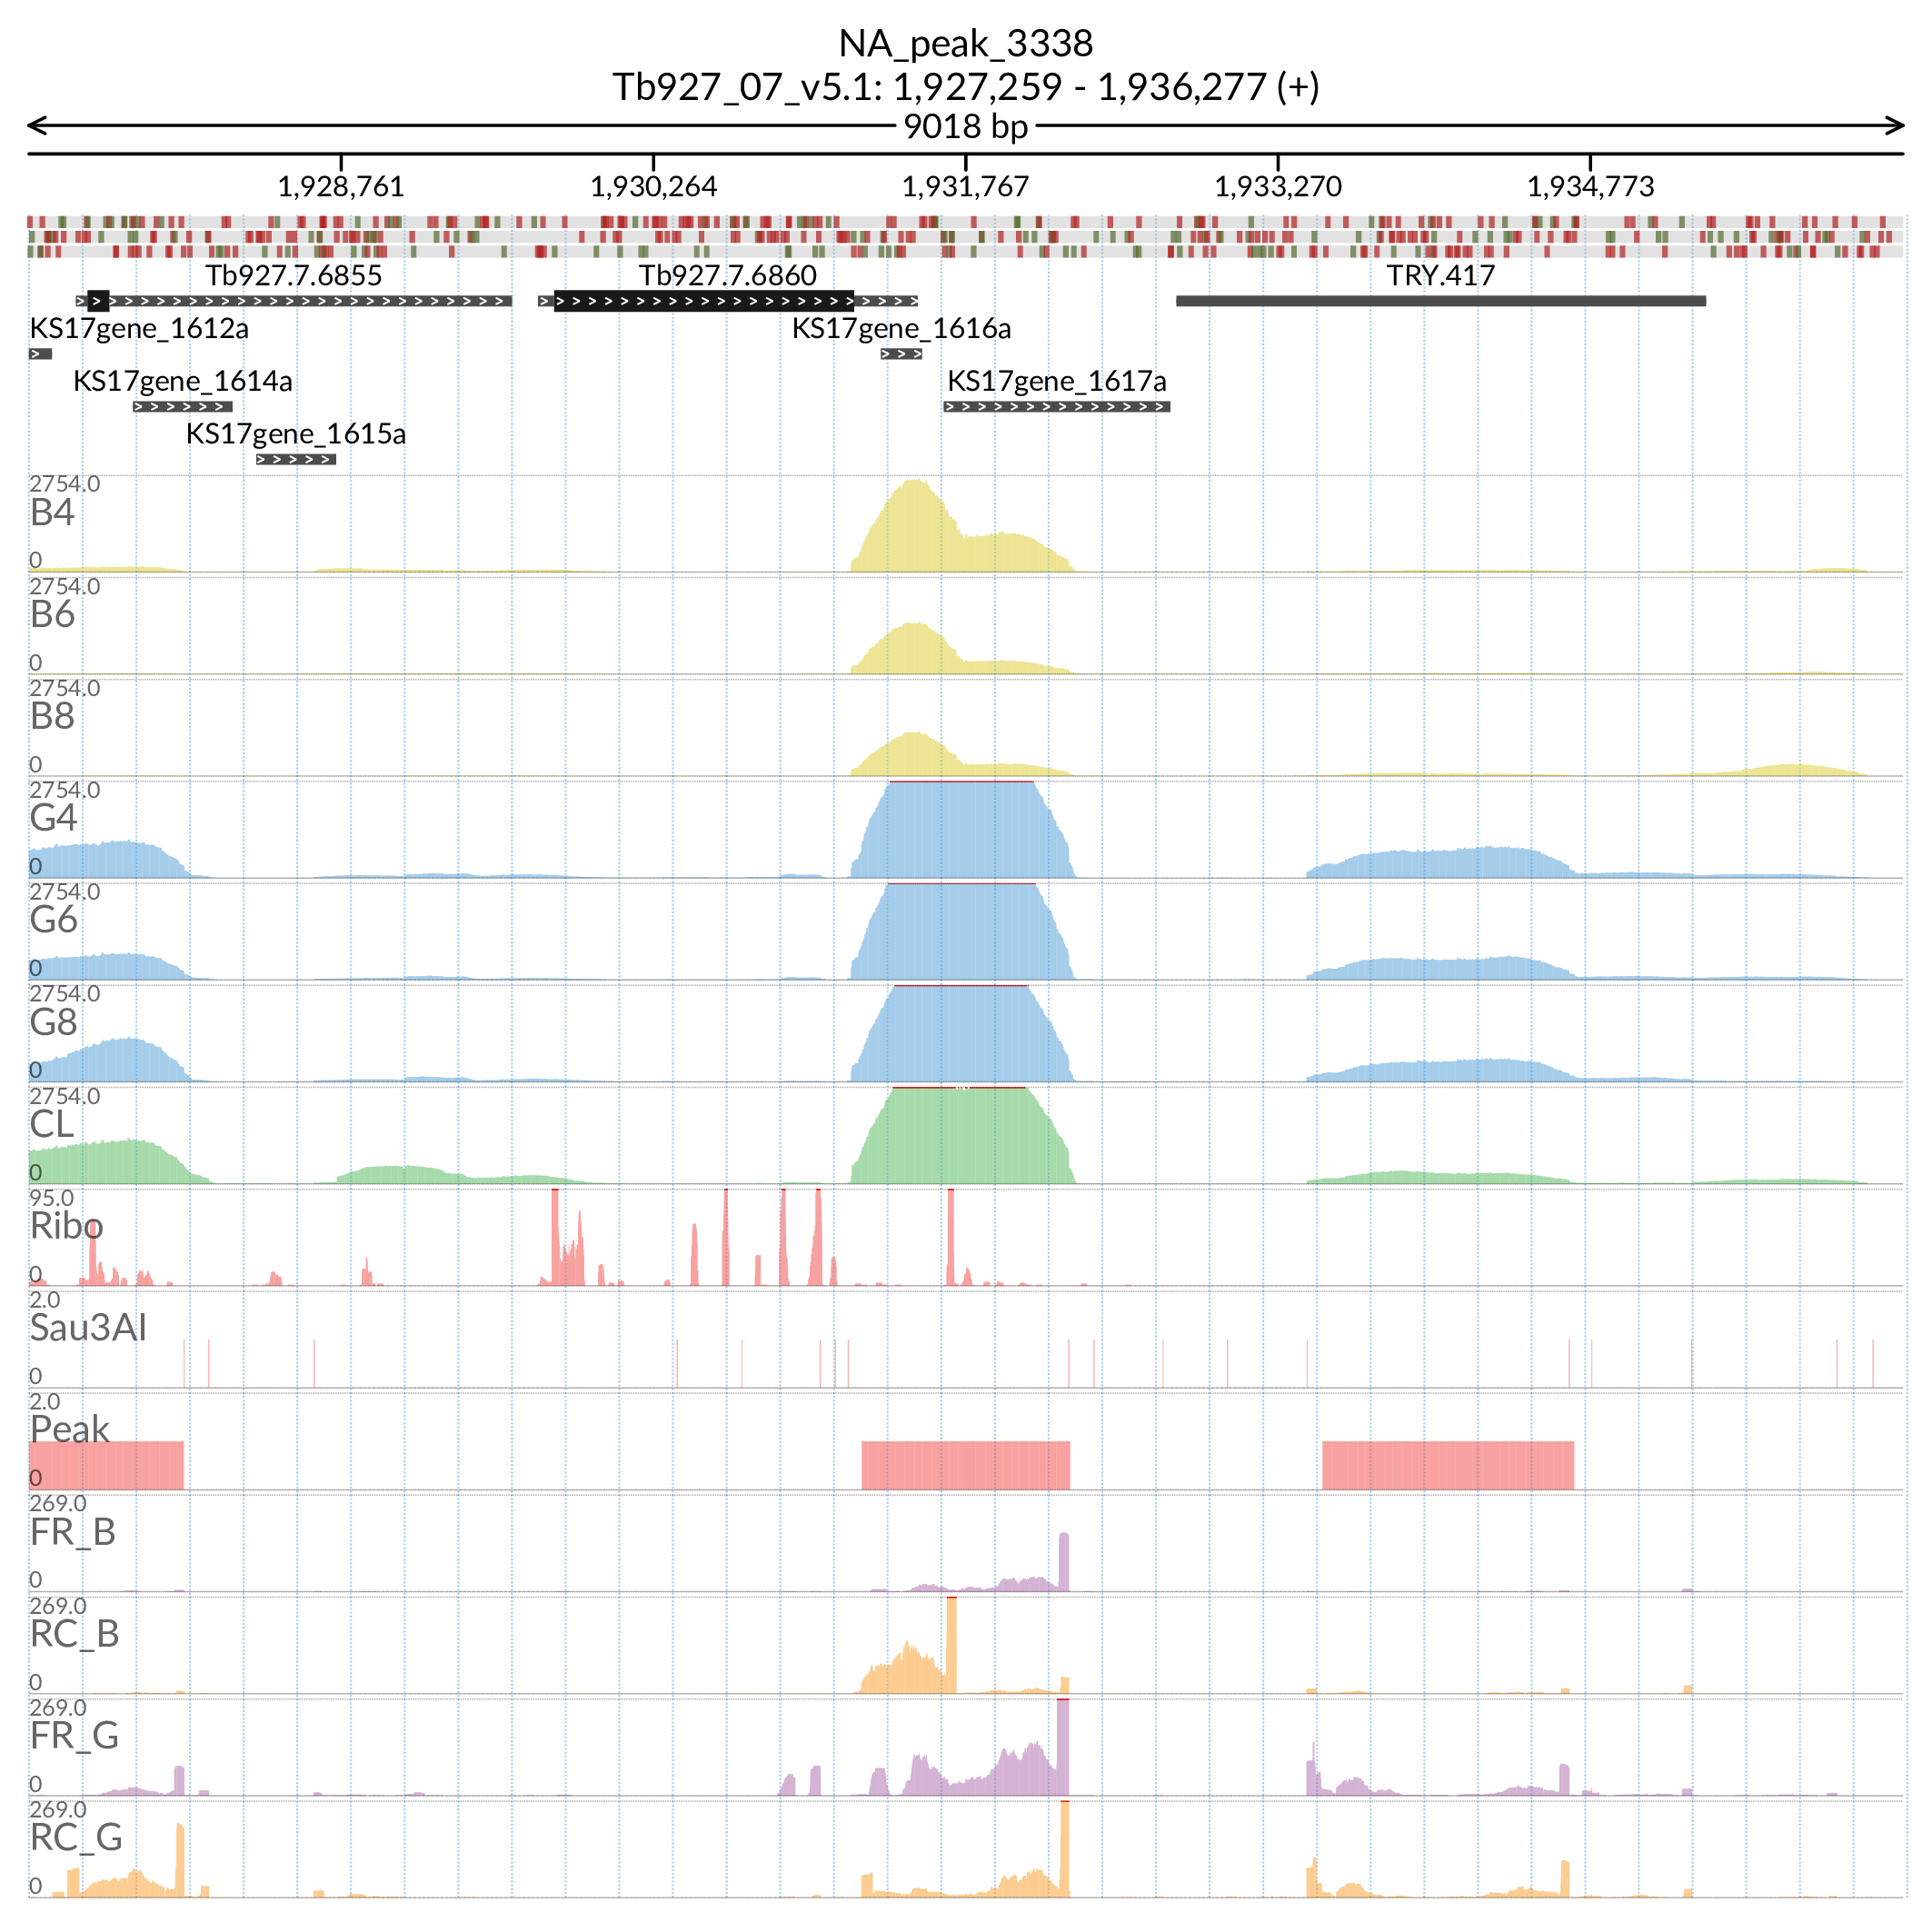 NA_peak_3338
Tb927_07_v5.1: 1,927,259 - 1,936,277 (+)
9018 bp
1,928,761 1,930,264 1,931,767 1,933,270 1,934,773
Tb927.7.6855 Tb927.7.6860 TRY.417
KS17gene_1612a KS17gene_1616a
KS17gene_1614a KS17gene_1617a
KS17gene_1615a
2754.0
B4
0
2754.0
B6
0
2754.0
B8
0
2754.0
G4
0
2754.0
G6
0
2754.0
G8
0
2754.0
CL
0
95.0
Ribo
0
2.0
Sau3AI
0
2.0
Peak
0
269.0
FR_B
0
269.0
RC_B
0
269.0
FR_G
0
269.0
RC_G
0